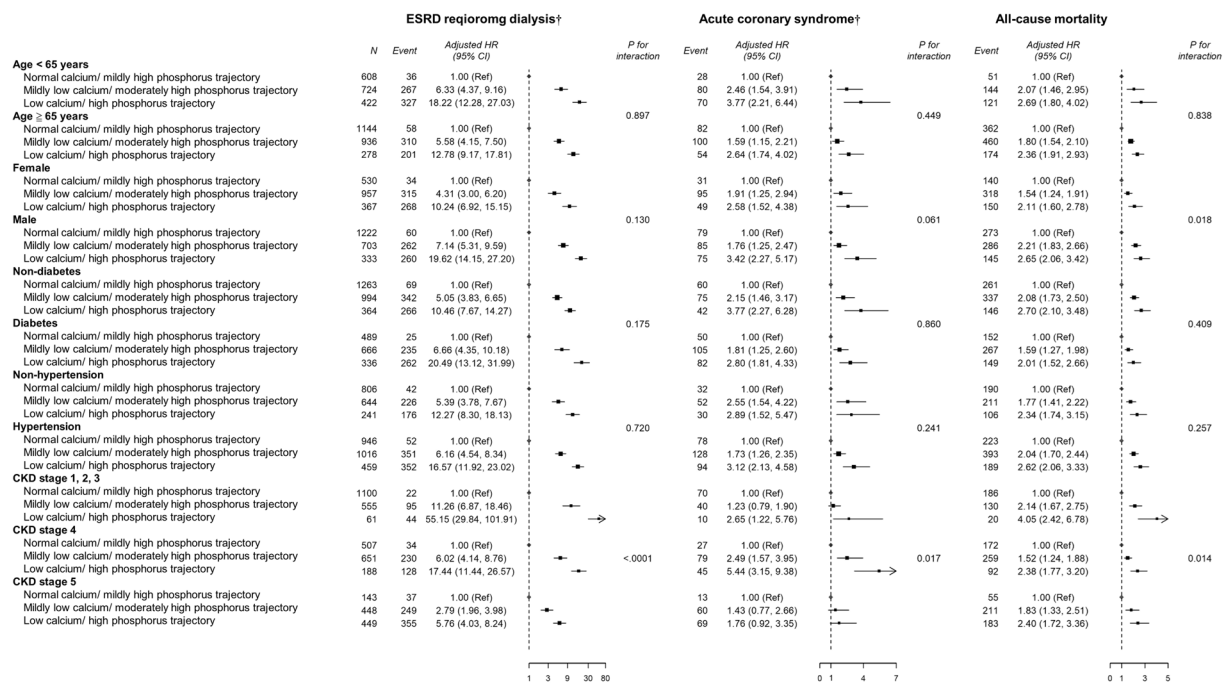 ESRD reqioromg dialysis† Acute coronary syndrome† All-cause mortality
N Event Adjusted HR (95% CI) P for interaction Event Adjusted HR (95% CI) P for interaction Event Adjusted HR (95% CI) P for interaction
Age < 65 years
Normal calcium/ mildly high phosphorus trajectory 608 36 1.00 (Ref) 28 1.00 (Ref) 51 1.00 (Ref)
Mildly low calcium/ moderately high phosphorus trajectory 724 267 6.33 (4.37, 9.16) 80 2.46 (1.54, 3.91) 144 2.07 (1.46, 2.95)
Low calcium/ high phosphorus trajectory 422 327 18.22 (12.28, 27.03) 70 3.77 (2.21, 6.44) 121 2.69 (1.80, 4.02)
Age ≧ 65 years 0.897 0.449 0.838
Normal calcium/ mildly high phosphorus trajectory 1144 58 1.00 (Ref) 82 1.00 (Ref) 362 1.00 (Ref)
Mildly low calcium/ moderately high phosphorus trajectory 936 310 5.58 (4.15, 7.50) 100 1.59 (1.15, 2.21) 460 1.80 (1.54, 2.10)
Low calcium/ high phosphorus trajectory 278 201 12.78 (9.17, 17.81) 54 2.64 (1.74, 4.02) 174 2.36 (1.91, 2.93)
Female
Normal calcium/ mildly high phosphorus trajectory 530 34 1.00 (Ref) 31 1.00 (Ref) 140 1.00 (Ref)
Mildly low calcium/ moderately high phosphorus trajectory 957 315 4.31 (3.00, 6.20) 95 1.91 (1.25, 2.94) 318 1.54 (1.24, 1.91)
Low calcium/ high phosphorus trajectory 367 268 10.24 (6.92, 15.15) 49 2.58 (1.52, 4.38) 150 2.11 (1.60, 2.78)
Male 0.130 0.061 0.018
Normal calcium/ mildly high phosphorus trajectory 1222 60 1.00 (Ref) 79 1.00 (Ref) 273 1.00 (Ref)
Mildly low calcium/ moderately high phosphorus trajectory 703 262 7.14 (5.31, 9.59) 85 1.76 (1.25, 2.47) 286 2.21 (1.83, 2.66)
Low calcium/ high phosphorus trajectory 333 260 19.62 (14.15, 27.20) 75 3.42 (2.27, 5.17) 145 2.65 (2.06, 3.42)
Non-diabetes
Normal calcium/ mildly high phosphorus trajectory 1263 69 1.00 (Ref) 60 1.00 (Ref) 261 1.00 (Ref)
Mildly low calcium/ moderately high phosphorus trajectory 994 342 5.05 (3.83, 6.65) 75 2.15 (1.46, 3.17) 337 2.08 (1.73, 2.50)
Low calcium/ high phosphorus trajectory 364 266 10.46 (7.67, 14.27) 42 3.77 (2.27, 6.28) 146 2.70 (2.10, 3.48)
Diabetes 0.175 0.860 0.409
Normal calcium/ mildly high phosphorus trajectory 489 25 1.00 (Ref) 50 1.00 (Ref) 152 1.00 (Ref)
Mildly low calcium/ moderately high phosphorus trajectory 666 235 6.66 (4.35, 10.18) 105 1.81 (1.25, 2.60) 267 1.59 (1.27, 1.98)
Low calcium/ high phosphorus trajectory 336 262 20.49 (13.12, 31.99) 82 2.80 (1.81, 4.33) 149 2.01 (1.52, 2.66)
Non-hypertension
Normal calcium/ mildly high phosphorus trajectory 806 42 1.00 (Ref) 32 1.00 (Ref) 190 1.00 (Ref)
Mildly low calcium/ moderately high phosphorus trajectory 644 226 5.39 (3.78, 7.67) 52 2.55 (1.54, 4.22) 211 1.77 (1.41, 2.22)
Low calcium/ high phosphorus trajectory 241 176 12.27 (8.30, 18.13) 30 2.89 (1.52, 5.47) 106 2.34 (1.74, 3.15)
Hypertension 0.720 0.241 0.257
Normal calcium/ mildly high phosphorus trajectory 946 52 1.00 (Ref) 78 1.00 (Ref) 223 1.00 (Ref)
Mildly low calcium/ moderately high phosphorus trajectory 1016 351 6.16 (4.54, 8.34) 128 1.73 (1.26, 2.35) 393 2.04 (1.70, 2.44)
Low calcium/ high phosphorus trajectory 459 352 16.57 (11.92, 23.02) 94 3.12 (2.13, 4.58) 189 2.62 (2.06, 3.33)
CKD stage 1, 2, 3
Normal calcium/ mildly high phosphorus trajectory 1100 22 1.00 (Ref) 70 1.00 (Ref) 186 1.00 (Ref)
Mildly low calcium/ moderately high phosphorus trajectory 555 95 11.26 (6.87, 18.46) 40 1.23 (0.79, 1.90) 130 2.14 (1.67, 2.75)
Low calcium/ high phosphorus trajectory 61 44 55.15 (29.84, 101.91) 10 2.65 (1.22, 5.76) 20 4.05 (2.42, 6.78)
CKD stage 4
Normal calcium/ mildly high phosphorus trajectory 507 34 1.00 (Ref) 27 1.00 (Ref) 172 1.00 (Ref)
Mildly low calcium/ moderately high phosphorus trajectory 651 230 6.02 (4.14, 8.76) <.0001 79 2.49 (1.57, 3.95) 0.017 259 1.52 (1.24, 1.88) 0.014
Low calcium/ high phosphorus trajectory 188 128 17.44 (11.44, 26.57) 45 5.44 (3.15, 9.38) 92 2.38 (1.77, 3.20)
CKD stage 5
Normal calcium/ mildly high phosphorus trajectory 143 37 1.00 (Ref) 13 1.00 (Ref) 55 1.00 (Ref)
Mildly low calcium/ moderately high phosphorus trajectory 448 249 2.79 (1.96, 3.98) 60 1.43 (0.77, 2.66) 211 1.83 (1.33, 2.51)
Low calcium/ high phosphorus trajectory 449 355 5.76 (4.03, 8.24) 69 1.76 (0.92, 3.35) 183 2.40 (1.72, 3.36)
1 3 9 30 80 0 1 4 7 0 1 3 5